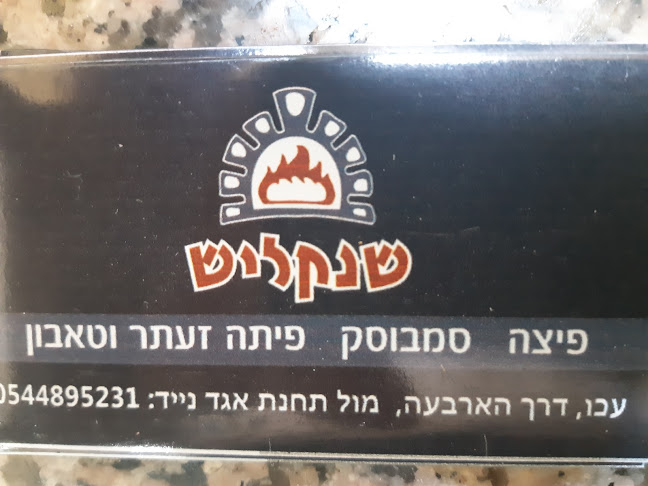 שנקליש
פיצה סמבוסק פיתה זעתר וטאבון
עכו, דרך הארבעה, מול תחנת אגד נייד: 0544895231